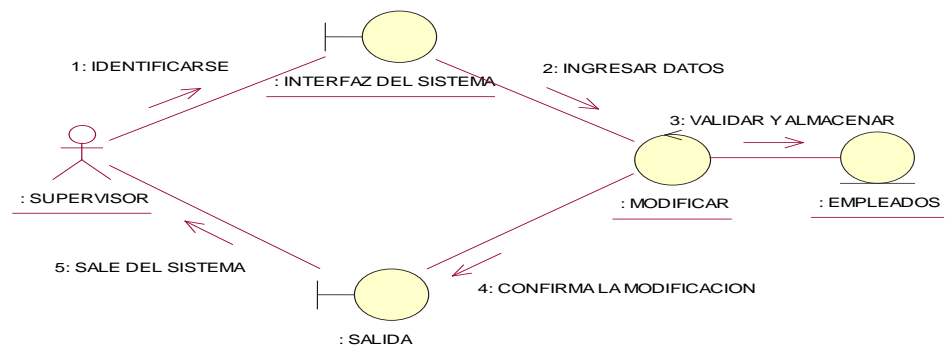 1: IDENTIFICARSE
: INTERFAZ DEL SISTEMA
2: INGRESAR DATOS
3: VALIDAR Y ALMACENAR
: SUPERVISOR
: MODIFICAR
: EMPLEADOS
5: SALE DEL SISTEMA
4: CONFIRMA LA MODIFICACION
: SALIDA